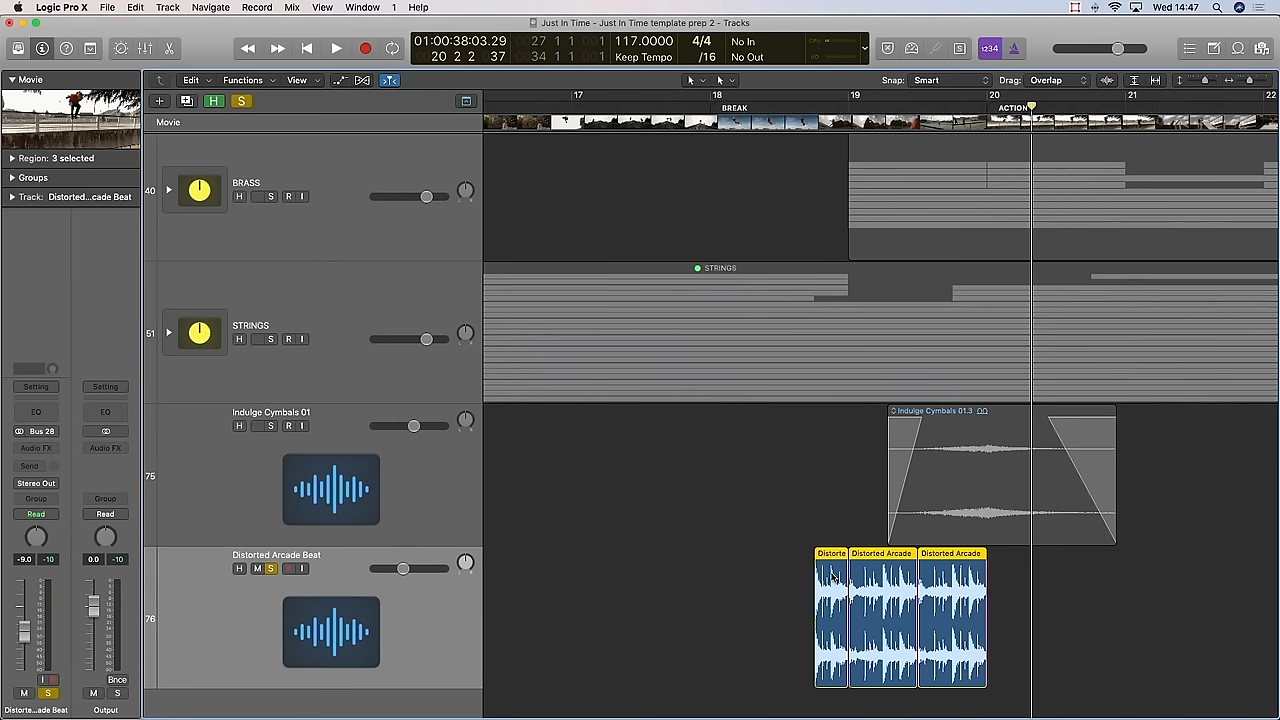 Logic Pro X File Edit Track Navigate Record Mix View Window 1 Help Wed 14:47
Just In Time - Just In Time template prep 2 - Tracks
01:00:38:03.29 27 1 1 001 117.0000 4/4 No In CPU 1234
20 2 2 37 34 1 1 001 Keep Tempo /16 No Out HD
Movie Edit Functions View Snap: Smart Drag: Overlap
17 18 19 20 21 22
H S BREAK ACTION
Movie
Region: 3 selected
Groups
Track: Distorted...cade Beat
40 BRASS
H S R I
STRINGS
51 STRINGS
H S R I
Setting Setting
EQ EQ
Bus 28
Audio FX Audio FX
Send
Stereo Out
Group Group
Read Read
-9.0 -10 0.0 -10
I R Bnce
M S M S
Distorte...ade Beat Output
75 Indulge Cymbals 01
H S R I
Indulge Cymbals 01.3
76 Distorted Arcade Beat
H M S R I
Distorte Distorted Arcade Distorted Arcade